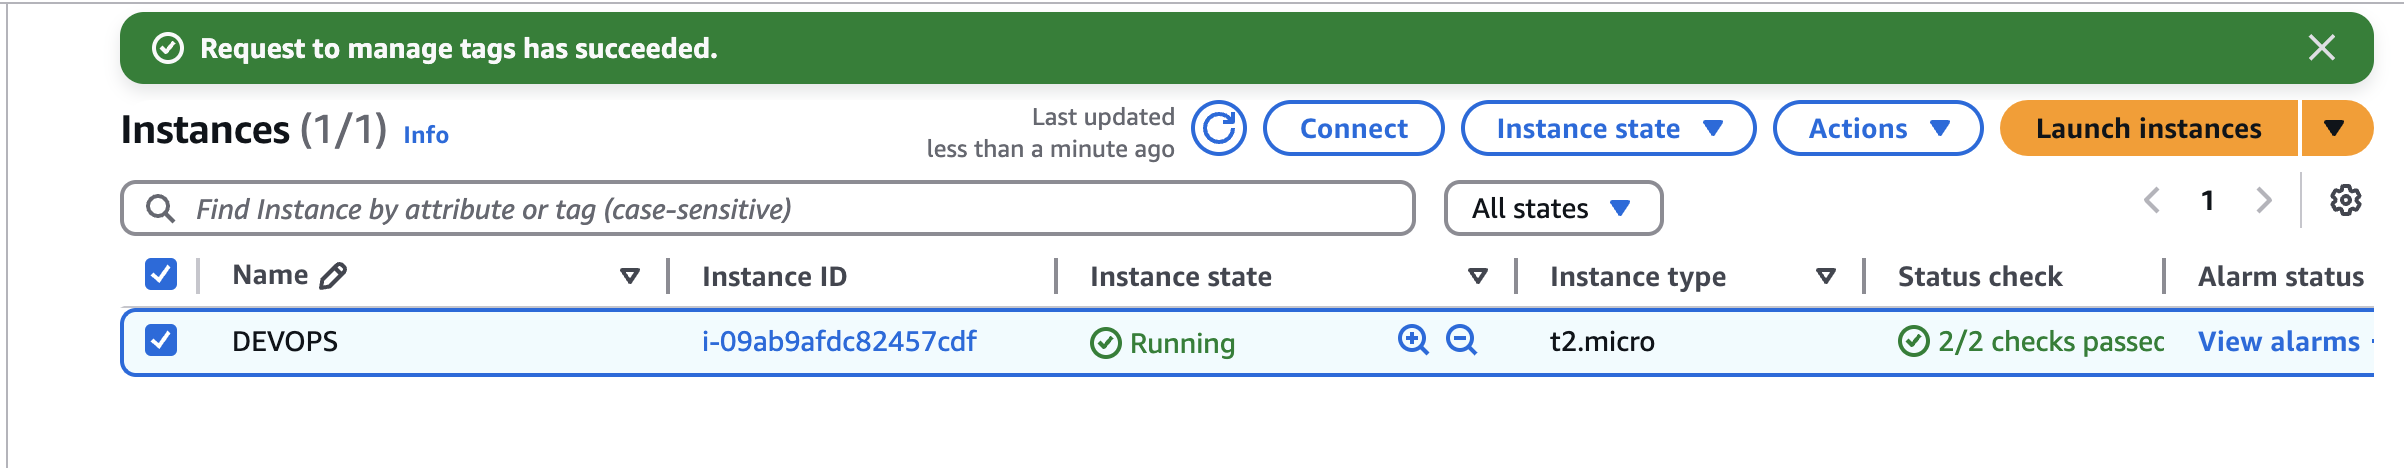 Request to manage tags has succeeded.
Instances (1/1) Info
Last updated
less than a minute ago
Connect
Instance state
Actions
Launch instances
Find Instance by attribute or tag (case-sensitive)
All states
1
Name Instance ID Instance state Instance type Status check Alarm status
DEVOPS i-09ab9afdc82457cdf Running t2.micro 2/2 checks passec View alarms